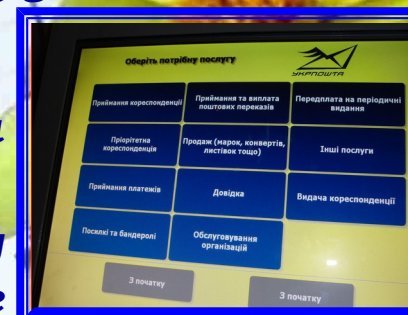 Оберіть потрібну послугу
УКРПОШТА
Приймання кореспонденції
Приймання та виплата
поштових переказів
Передплата на періодичні
видання
Пріорітетна
кореспонденція
Продаж (марок, конвертів,
листівок тощо)
Інші послуги
Приймання платежів
Довідка
Видача кореспонденції
Посилкі та бандеролі
Обслуговування
організацій
З початку
З початку